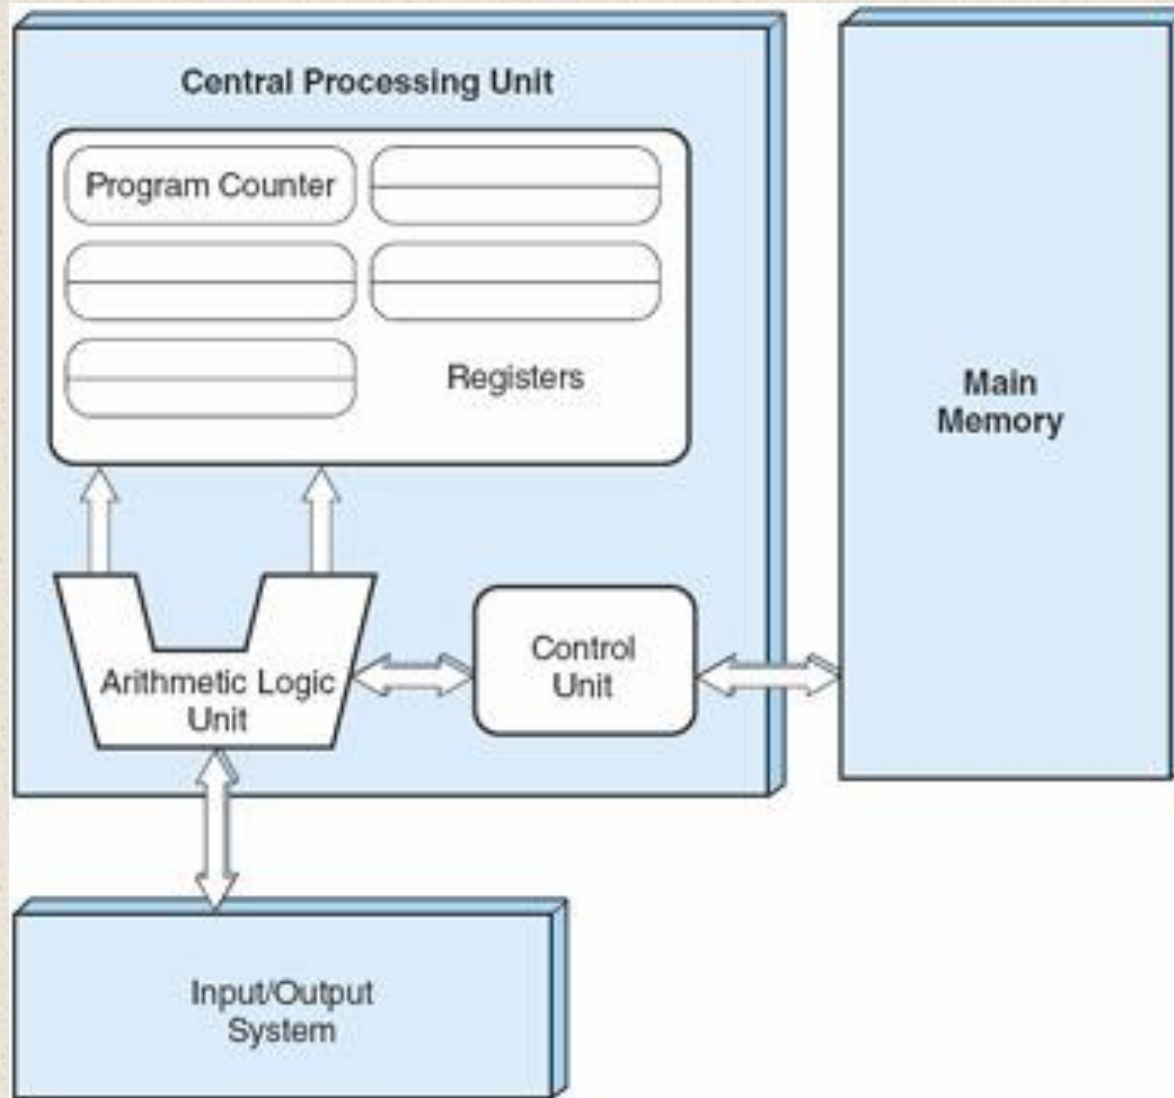 Central Processing Unit
Program Counter
Registers
Main
Memory
Arithmetic Logic
Unit
Control
Unit
Input/Output
System